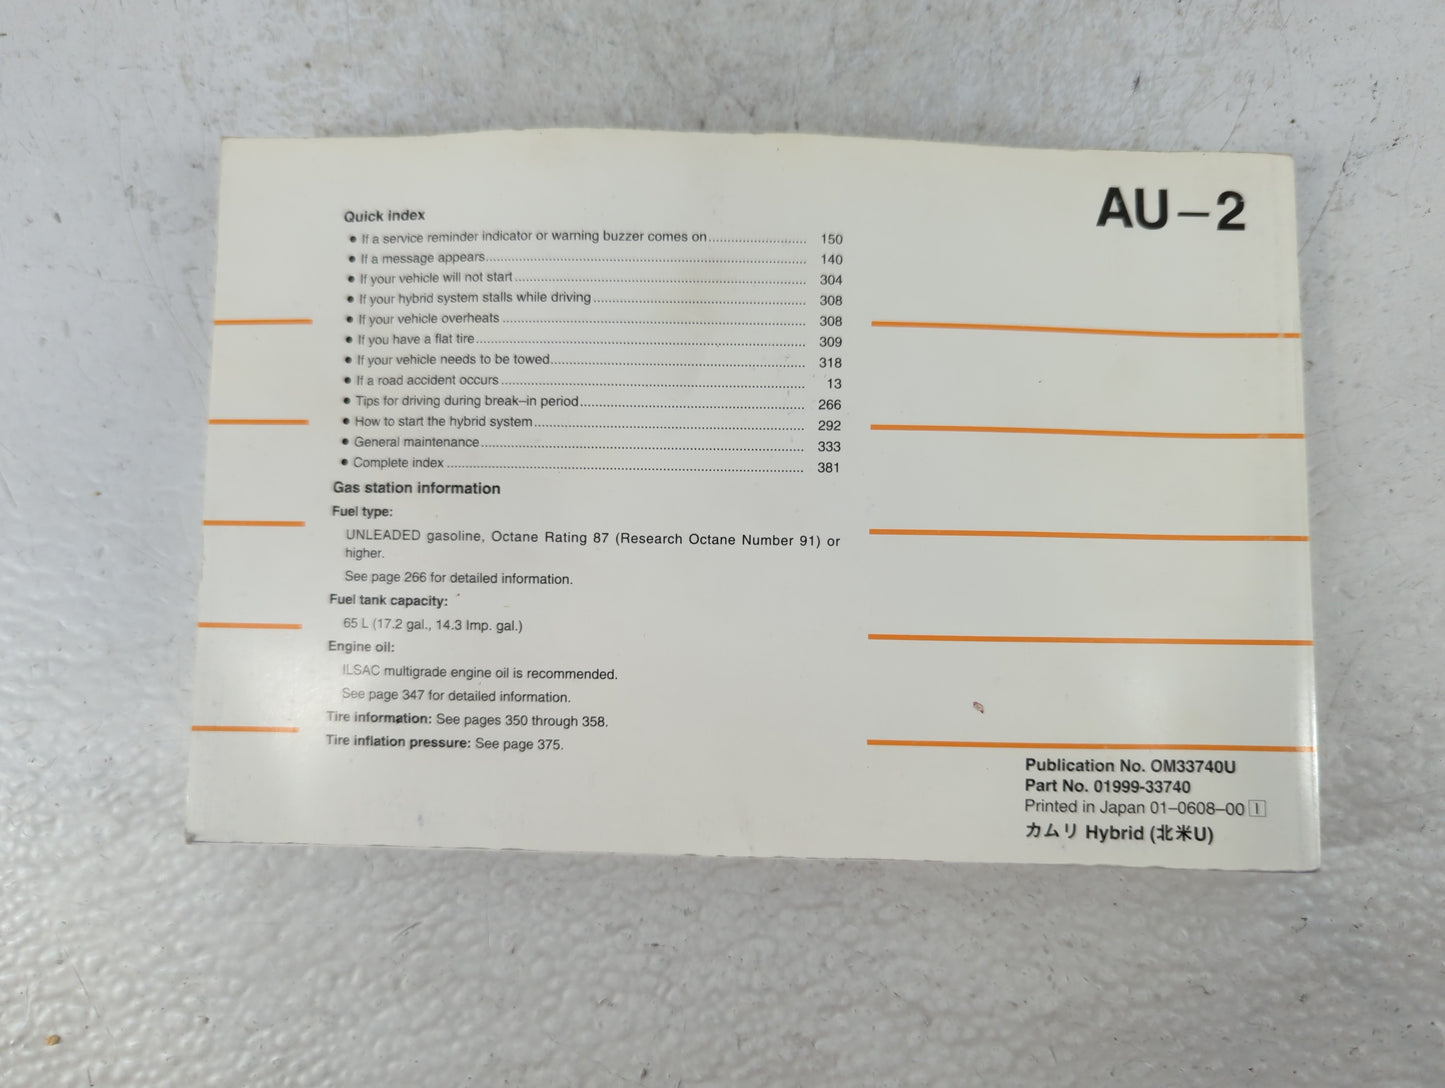 AU–2
Quick index
● If a service reminder indicator or warning buzzer comes on........................ 150
● If a message appears................................................................................ 140
● If your vehicle will not start........................................................................ 304
● If your hybrid system stalls while driving..................................................... 308
● If your vehicle overheats............................................................................ 308
● If you have a flat tire................................................................................... 309
● If your vehicle needs to be towed................................................................ 318
● If a road accident occurs............................................................................ 13
● Tips for driving during break–in period........................................................ 266
● How to start the hybrid system................................................................... 292
● General maintenance................................................................................. 333
● Complete index.......................................................................................... 381
Gas station information
Fuel type:
UNLEADED gasoline, Octane Rating 87 (Research Octane Number 91) or
higher.
See page 266 for detailed information.
Fuel tank capacity:
65 L (17.2 gal., 14.3 Imp. gal.)
Engine oil:
ILSAC multigrade engine oil is recommended.
See page 347 for detailed information.
Tire information: See pages 350 through 358.
Tire inflation pressure: See page 375.
Publication No. OM33740U
Part No. 01999-33740
Printed in Japan 01–0608–00 I
カムリ Hybrid (北米U)